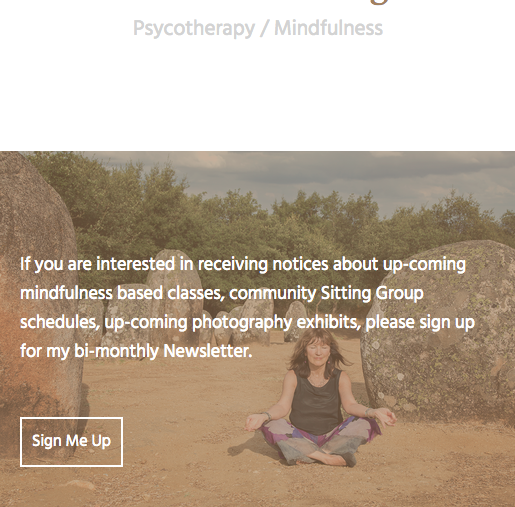 Psycotherapy / Mindfulness
If you are interested in receiving notices about up-coming
mindfulness based classes, community Sitting Group
schedules, up-coming photography exhibits, please sign up
for my bi-monthly Newsletter.
Sign Me Up